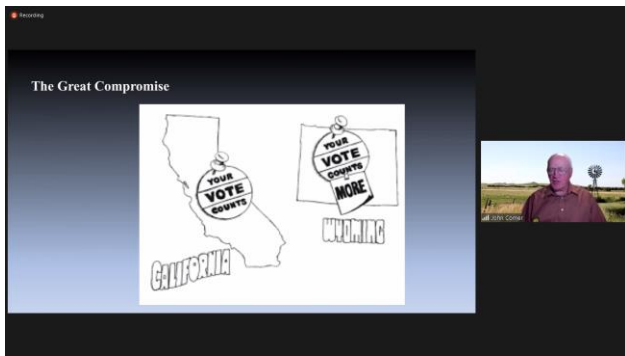 Recording
The Great Compromise
YOUR
VOTE
COUNTS
CALIFORNIA
YOUR
VOTE
COUNTS
MORE
WYOMING
John Comer